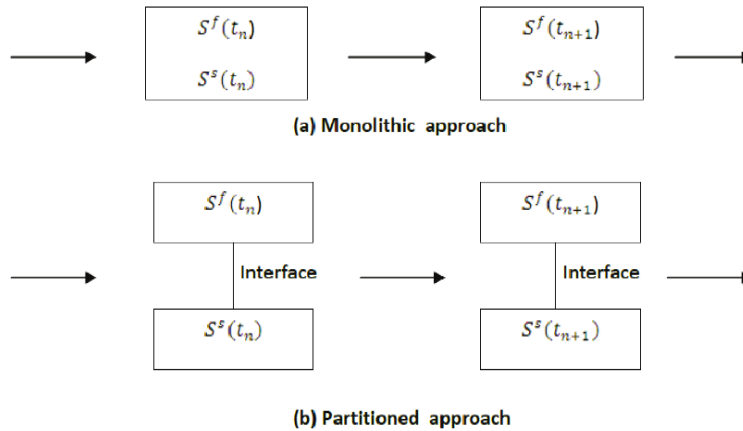 S^f(t_n) S^f(t_{n+1})
S^s(t_n) S^s(t_{n+1})
(a) Monolithic approach
S^f(t_n) S^f(t_{n+1})
Interface Interface
S^s(t_n) S^s(t_{n+1})
(b) Partitioned approach